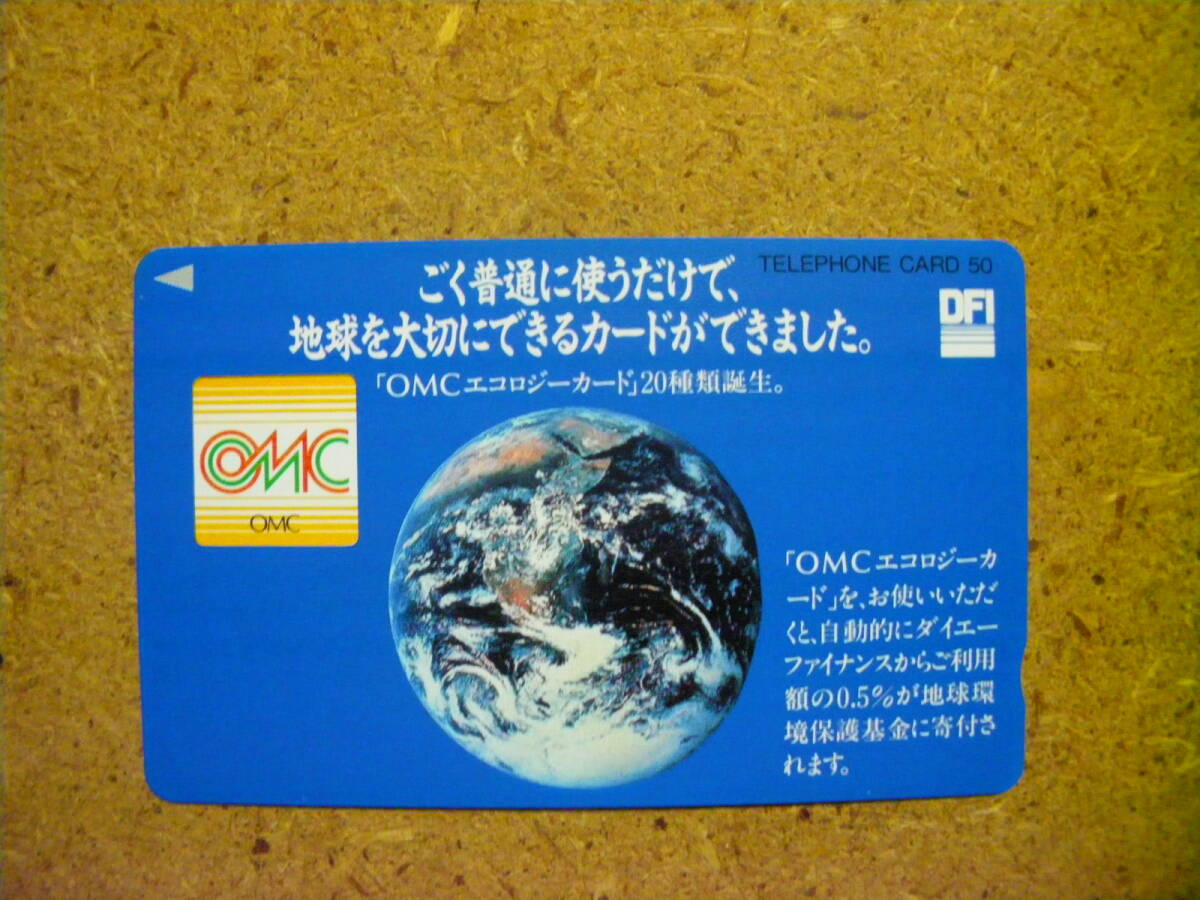 TELEPHONE CARD 50
DFI
ごく普通に使うだけで、
地球を大切にできるカードができました。
「OMCエコロジーカード」20種類誕生。
OMC
OMC
「OMCエコロジーカ
ード」を、お使いいただ
くと、自動的にダイエー
ファイナンスからご利用
額の0.5%が地球環
境保護基金に寄付さ
れます。